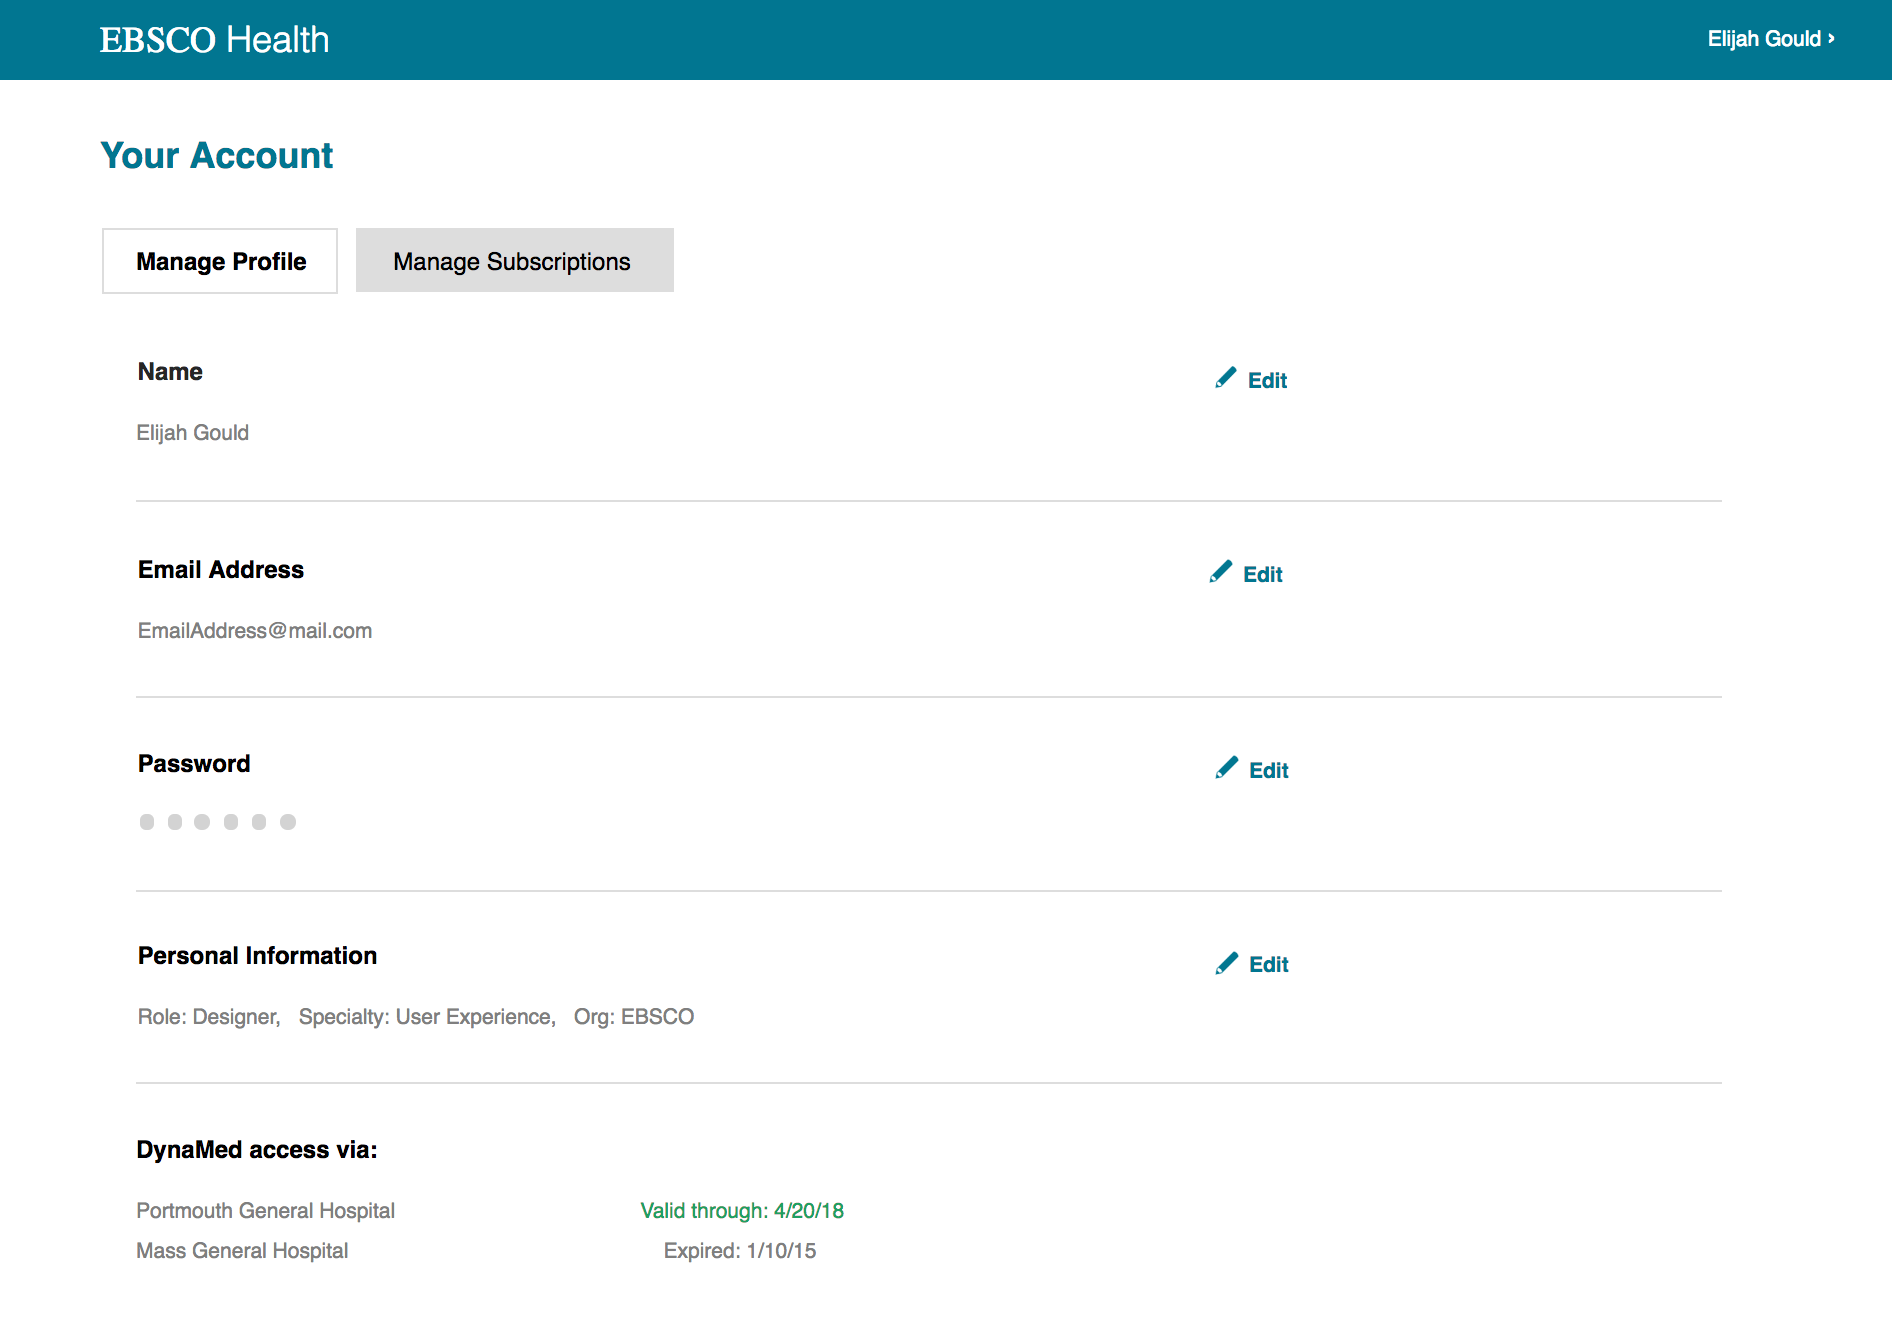 EBSCO Health
Elijah Gould ›
Your Account
Manage Profile
Manage Subscriptions
Name
Edit
Elijah Gould
Email Address
Edit
EmailAddress@mail.com
Password
Edit
Personal Information
Edit
Role: Designer, Specialty: User Experience, Org: EBSCO
DynaMed access via:
Portmouth General Hospital
Valid through: 4/20/18
Mass General Hospital
Expired: 1/10/15